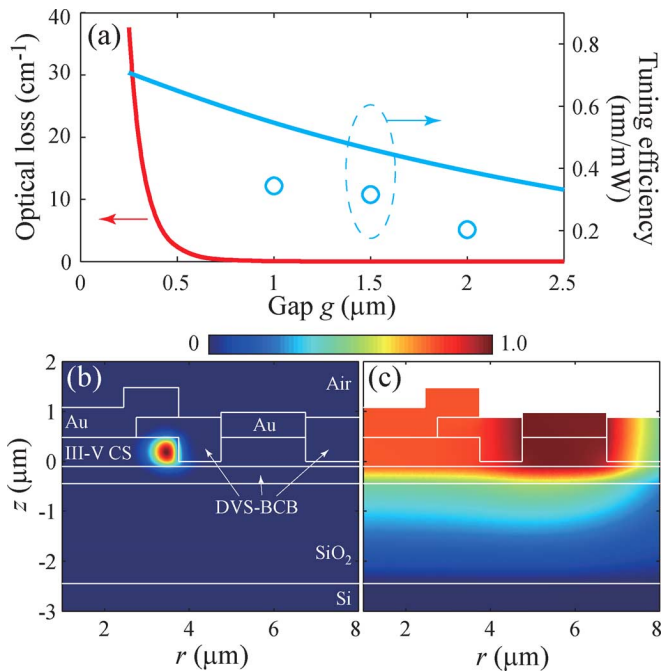 (a)
Optical loss (cm⁻¹)
40
30
20
10
0
Tuning efficiency
(nm/mW)
0.8
0.6
0.4
0.2
0 0.5 1 1.5 2 2.5
Gap g (μm)
0 1.0
(b)
Air
Au
Au
III-V CS
DVS-BCB
SiO₂
Si
(c)
z (μm)
2
1
0
-1
-2
-3
2 4 6 8
r (μm)
2 4 6 8
r (μm)